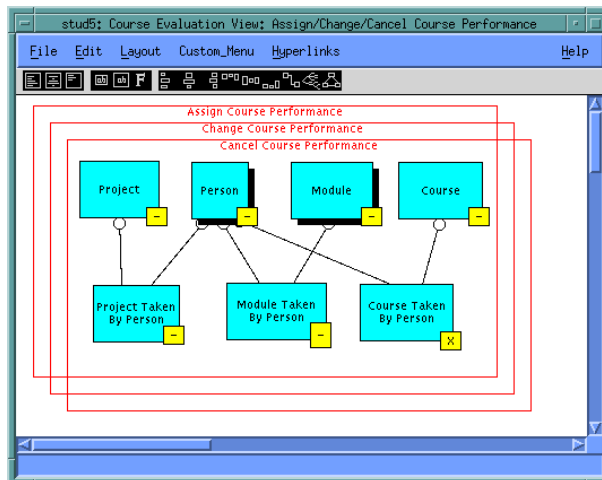 stud5: Course Evaluation View: Assign/Change/Cancel Course Performance
File Edit Layout Custom_Menu Hyperlinks Help
ab ab F
Assign Course Performance
Change Course Performance
Cancel Course Performance
Project Person Module Course
- - - -
Project Taken Module Taken Course Taken
By Person By Person By Person
- - X